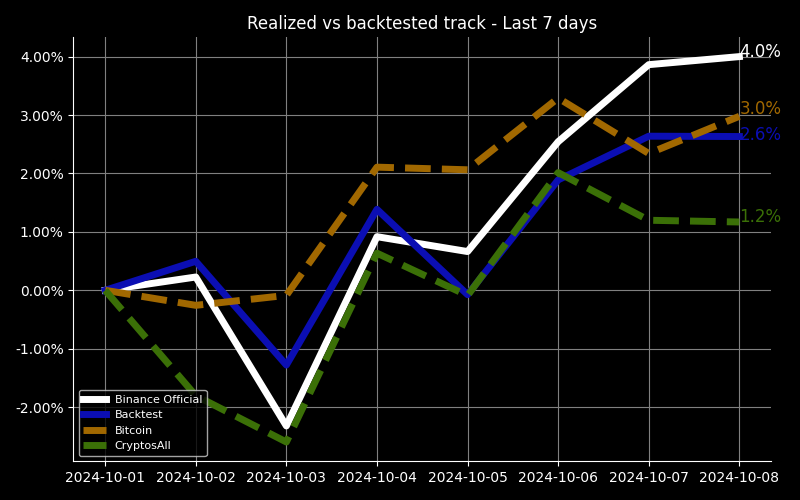 Realized vs backtested track - Last 7 days
4.00%
3.00%
2.00%
1.00%
0.00%
-1.00%
-2.00%
4.0%
3.0%
2.6%
1.2%
Binance Official
Backtest
Bitcoin
CryptosAll
2024-10-01 2024-10-02 2024-10-03 2024-10-04 2024-10-05 2024-10-06 2024-10-07 2024-10-08